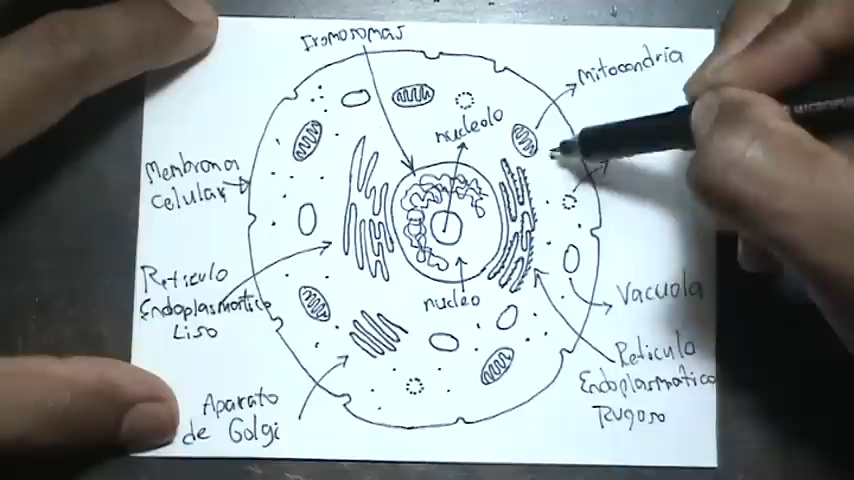 Cromosomas
Mitocondria
nucleolo
Membrana
celular
Reticulo
Endoplasmatico
Liso
nucleo
Vacuola
Reticulo
Endoplasmatico
Rugoso
Aparato
de Golgi